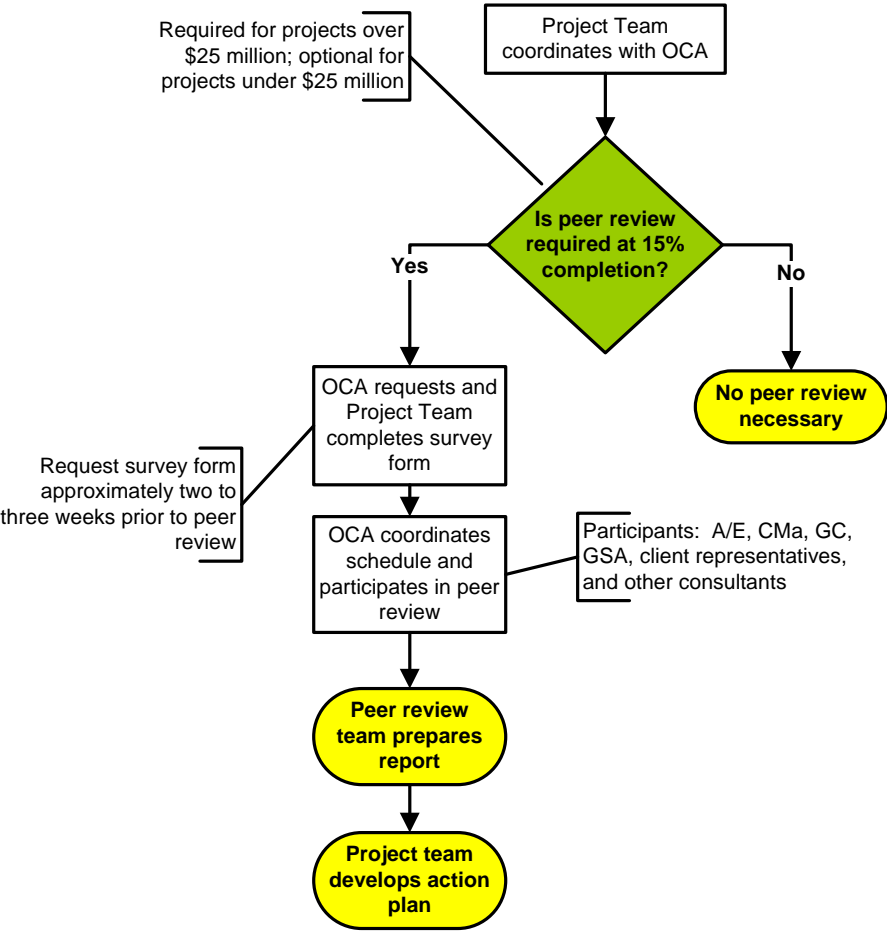 Required for projects over
$25 million; optional for
projects under $25 million
Project Team
coordinates with OCA
Is peer review
required at 15%
completion?
Yes
No
OCA requests and
Project Team
completes survey
form
No peer review
necessary
Request survey form
approximately two to
three weeks prior to peer
review
OCA coordinates
schedule and
participates in peer
review
Participants: A/E, CMa, GC,
GSA, client representatives,
and other consultants
Peer review
team prepares
report
Project team
develops action
plan